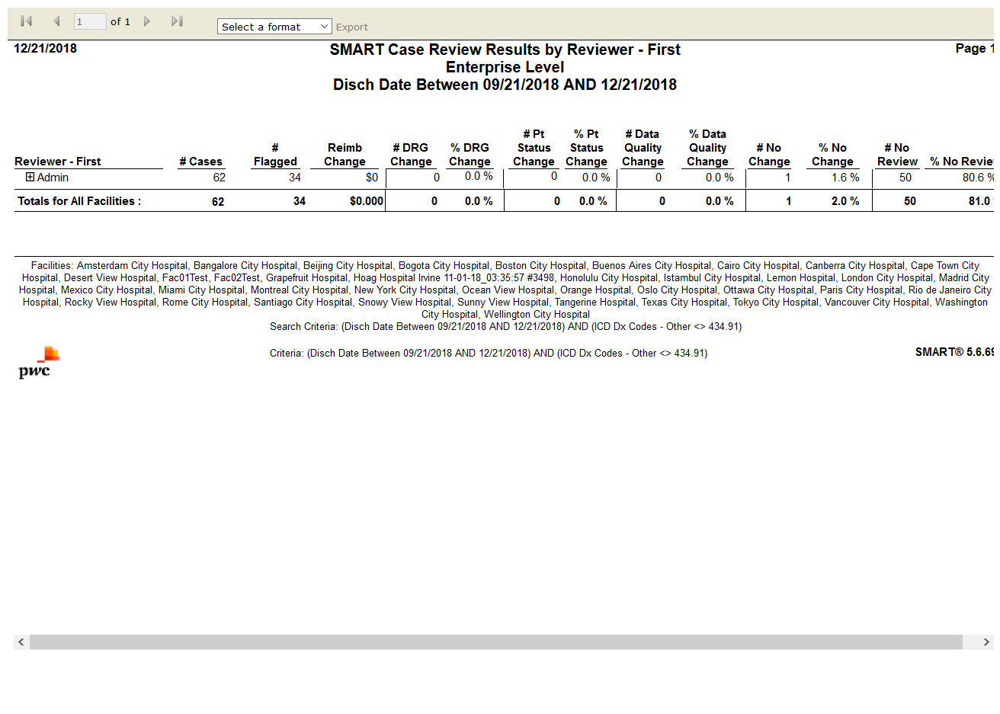 1 of 1 Select a format Export
12/21/2018 SMART Case Review Results by Reviewer - First Page 1
Enterprise Level
Disch Date Between 09/21/2018 AND 12/21/2018
# Pt % Pt # Data % Data
# Reimb # DRG % DRG Status Status Quality Quality # No % No # No
Reviewer - First # Cases Flagged Change Change Change Change Change Change Change Change Change Review % No Review
Admin 62 34 $0 0 0.0 % 0 0.0 % 0 0.0 % 1 1.6 % 50 80.6 %
Totals for All Facilities : 62 34 $0.000 0 0.0 % 0 0.0 % 0 0.0 % 1 2.0 % 50 81.0
Facilities: Amsterdam City Hospital, Bangalore City Hospital, Beijing City Hospital, Bogota City Hospital, Boston City Hospital, Buenos Aires City Hospital, Cairo City Hospital, Canberra City Hospital, Cape Town City
Hospital, Desert View Hospital, Fac01Test, Fac02Test, Grapefruit Hospital, Hoag Hospital Irvine 11-01-18_03:35:57 #3498, Honolulu City Hospital, Istambul City Hospital, Lemon Hospital, London City Hospital, Madrid City
Hospital, Mexico City Hospital, Miami City Hospital, Montreal City Hospital, New York City Hospital, Ocean View Hospital, Orange Hospital, Oslo City Hospital, Ottawa City Hospital, Paris City Hospital, Rio de Janeiro City
Hospital, Rocky View Hospital, Rome City Hospital, Santiago City Hospital, Snowy View Hospital, Sunny View Hospital, Tangerine Hospital, Texas City Hospital, Tokyo City Hospital, Vancouver City Hospital, Washington
City Hospital, Wellington City Hospital
Search Criteria: (Disch Date Between 09/21/2018 AND 12/21/2018) AND (ICD Dx Codes - Other <> 434.91)
Criteria: (Disch Date Between 09/21/2018 AND 12/21/2018) AND (ICD Dx Codes - Other <> 434.91) SMART® 5.6.69
pwc